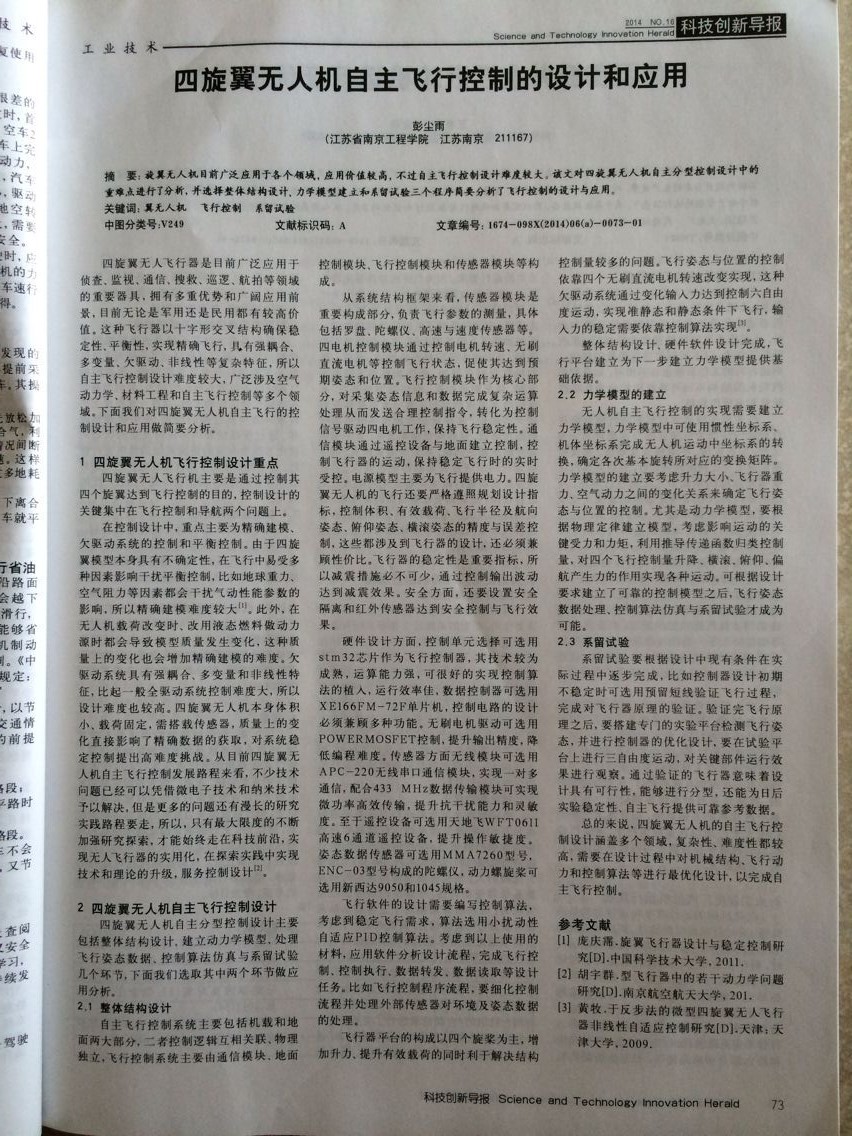 工业技术
2014 NO.16
Science and Technology Innovation Herald
科技创新导报
四旋翼无人机自主飞行控制的设计和应用
彭尘雨
(江苏省南京工程学院 江苏南京 211167)
摘 要:旋翼无人机目前广泛应用于各个领域,应用价值较高,不过自主飞行控制设计难度较大。该文对四旋翼无人机自主分型控制设计中的
重难点进行了分析,并选择整体结构设计、力学模型建立和系留试验三个程序简要分析了飞行控制的设计与应用。
关键词:翼无人机 飞行控制 系留试验
中图分类号:V249 文献标识码:A 文章编号:1674-098X(2014)06(a)-0073-01
四旋翼无人飞行器是目前广泛应用于
侦查、监视、通信、搜救、巡逻、航拍等领域
的重要器具,拥有多重优势和广阔应用前
景,目前无论是军用还是民用都有较高价
值。这种飞行器以十字形交叉结构确保稳
定性、平衡性,实现精确飞行,具有强耦合、
多变量、欠驱动、非线性等复杂特征,所以
自主飞行控制设计难度较大,广泛涉及空气
动力学、材料工程和自主飞行控制等多个领
域。下面我们对四旋翼无人机自主飞行的控
制设计和应用做简要分析。
1 四旋翼无人机飞行控制设计重点
四旋翼无人飞行机主要是通过控制其
四个旋翼达到飞行控制的目的,控制设计的
关键集中在飞行控制和导航两个问题上。
在控制设计中,重点主要为精确建模、
欠驱动系统的控制和平衡控制。由于四旋
翼模型本身具有不确定性,在飞行中易受多
种因素影响干扰平衡控制,比如地球重力、
空气阻力等因素都会干扰气动性能参数的
影响,所以精确建模难度较大[1]。此外,在
无人机载荷改变时、改用液态燃料做动力
源时都会导致模型质量发生变化,这种质
量上的变化也会增加精确建模的难度。欠
驱动系统具有强耦合、多变量和非线性特
征,比起一般全驱动系统控制难度大,所以
设计难度也较高。四旋翼无人机本身体积
小、载荷固定,需搭载传感器,质量上的变
化直接影响了精确数据的获取,对系统稳
定控制提出高难度挑战。从目前四旋翼无
人机自主飞行控制发展路程来看,不少技术
问题已经可以凭借微电子技术和纳米技术
予以解决,但是更多的问题还有漫长的研究
实践路程要走,所以,只有最大限度的不断
加强研究探索,才能始终走在科技前沿,实
现无人飞行器的实用化,在探索实践中实现
技术和理论的升级,服务控制设计[2]。
2 四旋翼无人机自主飞行控制设计
四旋翼无人机自主分型控制设计主要
包括整体结构设计、建立动力学模型、处理
飞行姿态数据、控制算法仿真与系留试验
几个环节,下面我们选取其中两个环节做应
用分析。
2.1 整体结构设计
自主飞行控制系统主要包括机载和地
面两大部分,二者控制逻辑互相关联、物理
独立,飞行控制系统主要由通信模块、地面
控制模块、飞行控制模块和传感器模块等构
成。
从系统结构框架来看,传感器模块是
重要构成部分,负责飞行参数的测量,具体
包括罗盘、陀螺仪、高速与速度传感器等。
四电机控制模块通过控制电机转速、无刷
直流电机等控制飞行状态,促使其达到预
期姿态和位置。飞行控制模块作为核心部
分,对采集姿态信息和数据完成复杂运算
处理从而发送合理控制指令,转化为控制
信号驱动四电机工作,保持飞行稳定性。通
信模块通过遥控设备与地面建立控制,控
制飞行器的运动,保持稳定飞行时的实时
受控。电源模型主要为飞行提供电力。四旋
翼无人机的飞行还要严格遵照规划设计指
标,控制体积、有效载荷、飞行半径及航向
姿态、俯仰姿态、横滚姿态的精度与误差控
制,这些都涉及到飞行器的设计,还必须兼
顾性价比。飞行器的稳定性是重要指标,所
以减震措施必不可少,通过控制输出波动
达到减震效果。安全方面,还要设置安全
隔离和红外传感器达到安全控制与飞行效
果。
硬件设计方面,控制单元选择可选用
stm32芯片作为飞行控制器,其技术较为
成熟,运算能力强,可很好的实现控制算
法的植入,运行效率佳,数据控制器可选用
XE166FM-72F单片机,控制电路的设计
必须兼顾多种功能。无刷电机驱动可选用
POWERMOSFET控制,提升输出精度,降
低编程难度。传感器方面无线模块可选用
APC-220无线串口通信模块,实现一对多
通信,配合433 MHz数据传输模块可实现
微功率高效传输,提升抗干扰能力和灵敏
度。至于遥控设备可选用天地飞WFT06II
高速6通道遥控设备,提升操作敏捷度。
姿态数据传感器可选用MMA7260型号,
ENC-03型号构成的陀螺仪,动力螺旋桨可
选用新西达9050和1045规格。
飞行软件的设计需要编写控制算法,
考虑到稳定飞行需求,算法选用小扰动性
自适应PID控制算法。考虑到以上使用的
材料,应用软件分析设计流程,完成飞行控
制、控制执行、数据转发、数据读取等设计
任务。比如飞行控制程序流程,要细化控制
流程并处理外部传感器对环境及姿态数据
的处理。
飞行器平台的构成以四个旋桨为主,增
加升力、提升有效载荷的同时利于解决结构
控制量较多的问题。飞行姿态与位置的控制
依靠四个无刷直流电机转速改变实现,这种
欠驱动系统通过变化输入力达到控制六自由
度运动,实现准静态和静态条件下飞行,输
入力的稳定需要依靠控制算法实现[3]。
整体结构设计、硬件软件设计完成,飞
行平台建立为下一步建立力学模型提供基
础依据。
2.2 力学模型的建立
无人机自主飞行控制的实现需要建立
力学模型,力学模型中可使用惯性坐标系、
机体坐标系完成无人机运动中坐标系的转
换,确定各次基本旋转所对应的变换矩阵。
力学模型的建立要考虑升力大小、飞行器重
力、空气动力之间的变化关系来确定飞行姿
态与位置的控制。尤其是动力学模型,要根
据物理定律建立模型,考虑影响运动的关
键受力和力矩,利用推导传递函数归类控制
量,对四个飞行控制量升降、横滚、俯仰、偏
航产生力的作用实现各种运动。可根据设计
要求建立了可靠的控制模型之后,飞行姿态
数据处理、控制算法仿真与系留试验才成为
可能。
2.3 系留试验
系留试验要根据设计中现有条件在实
际过程中逐步完成,比如控制器设计初期
不稳定时可选用预留短线验证飞行过程,
完成对飞行器原理的验证。验证完飞行原
理之后,要搭建专门的实验平台检测飞行姿
态,并进行控制器的优化设计,要在试验平
台上进行三自由度运动,对关键部件运行效
果进行观察。通过验证的飞行器意味着设
计具有可行性,能够进行分型,还能为日后
实验稳定性、自主飞行提供可靠参考数据。
总的来说,四旋翼无人机的自主飞行控
制设计涵盖多个领域,复杂性、难度性都较
高,需要在设计过程中对机械结构、飞行动
力和控制算法等进行最优化设计,以完成自
主飞行控制。
参考文献
[1] 庞庆霈.旋翼飞行器设计与稳定控制研
究[D].中国科学技术大学,2011.
[2] 胡宇群.型飞行器中的若干动力学问题
研究[D].南京航空航天大学,201.
[3] 黄牧.于反步法的微型四旋翼无人飞行
器非线性自适应控制研究[D].天津:天
津大学,2009.
科技创新导报 Science and Technology Innovation Herald 73